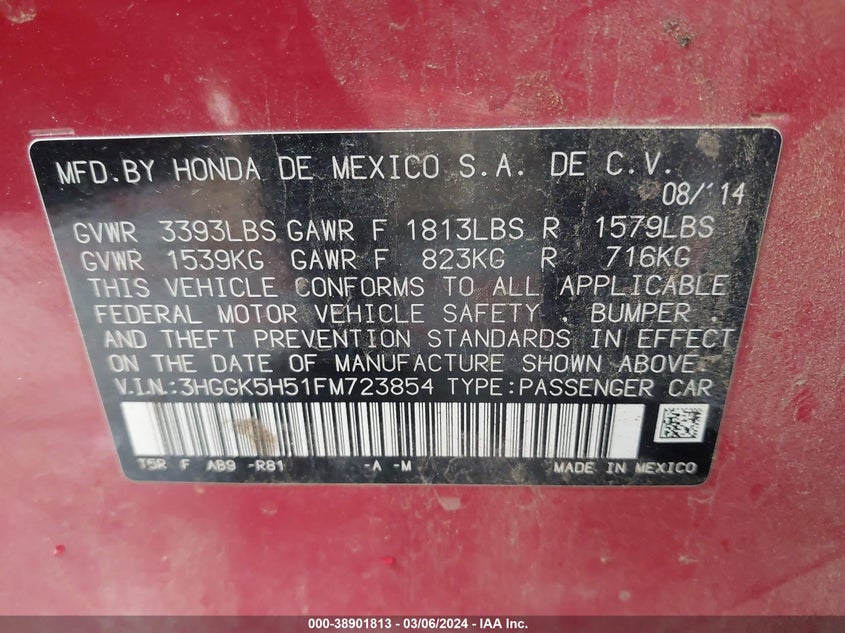 MFD.BY HONDA DE MEXICO S.A. DE C.V.
08/'14
GVWR 3393LBS GAWR F 1813LBS R 1579LBS
GVWR 1539KG GAWR F 823KG R 716KG
THIS VEHICLE CONFORMS TO ALL APPLICABLE
FEDERAL MOTOR VEHICLE SAFETY , BUMPER ,
AND THEFT PREVENTION STANDARDS IN EFFECT
ON THE DATE OF MANUFACTURE SHOWN ABOVE.
V.I.N.:3HGGK5H51FM723854 TYPE:PASSENGER CAR
T5R F AB9 -R81 -A -M MADE IN MEXICO
000-38901813 - 03/06/2024 - IAA Inc.